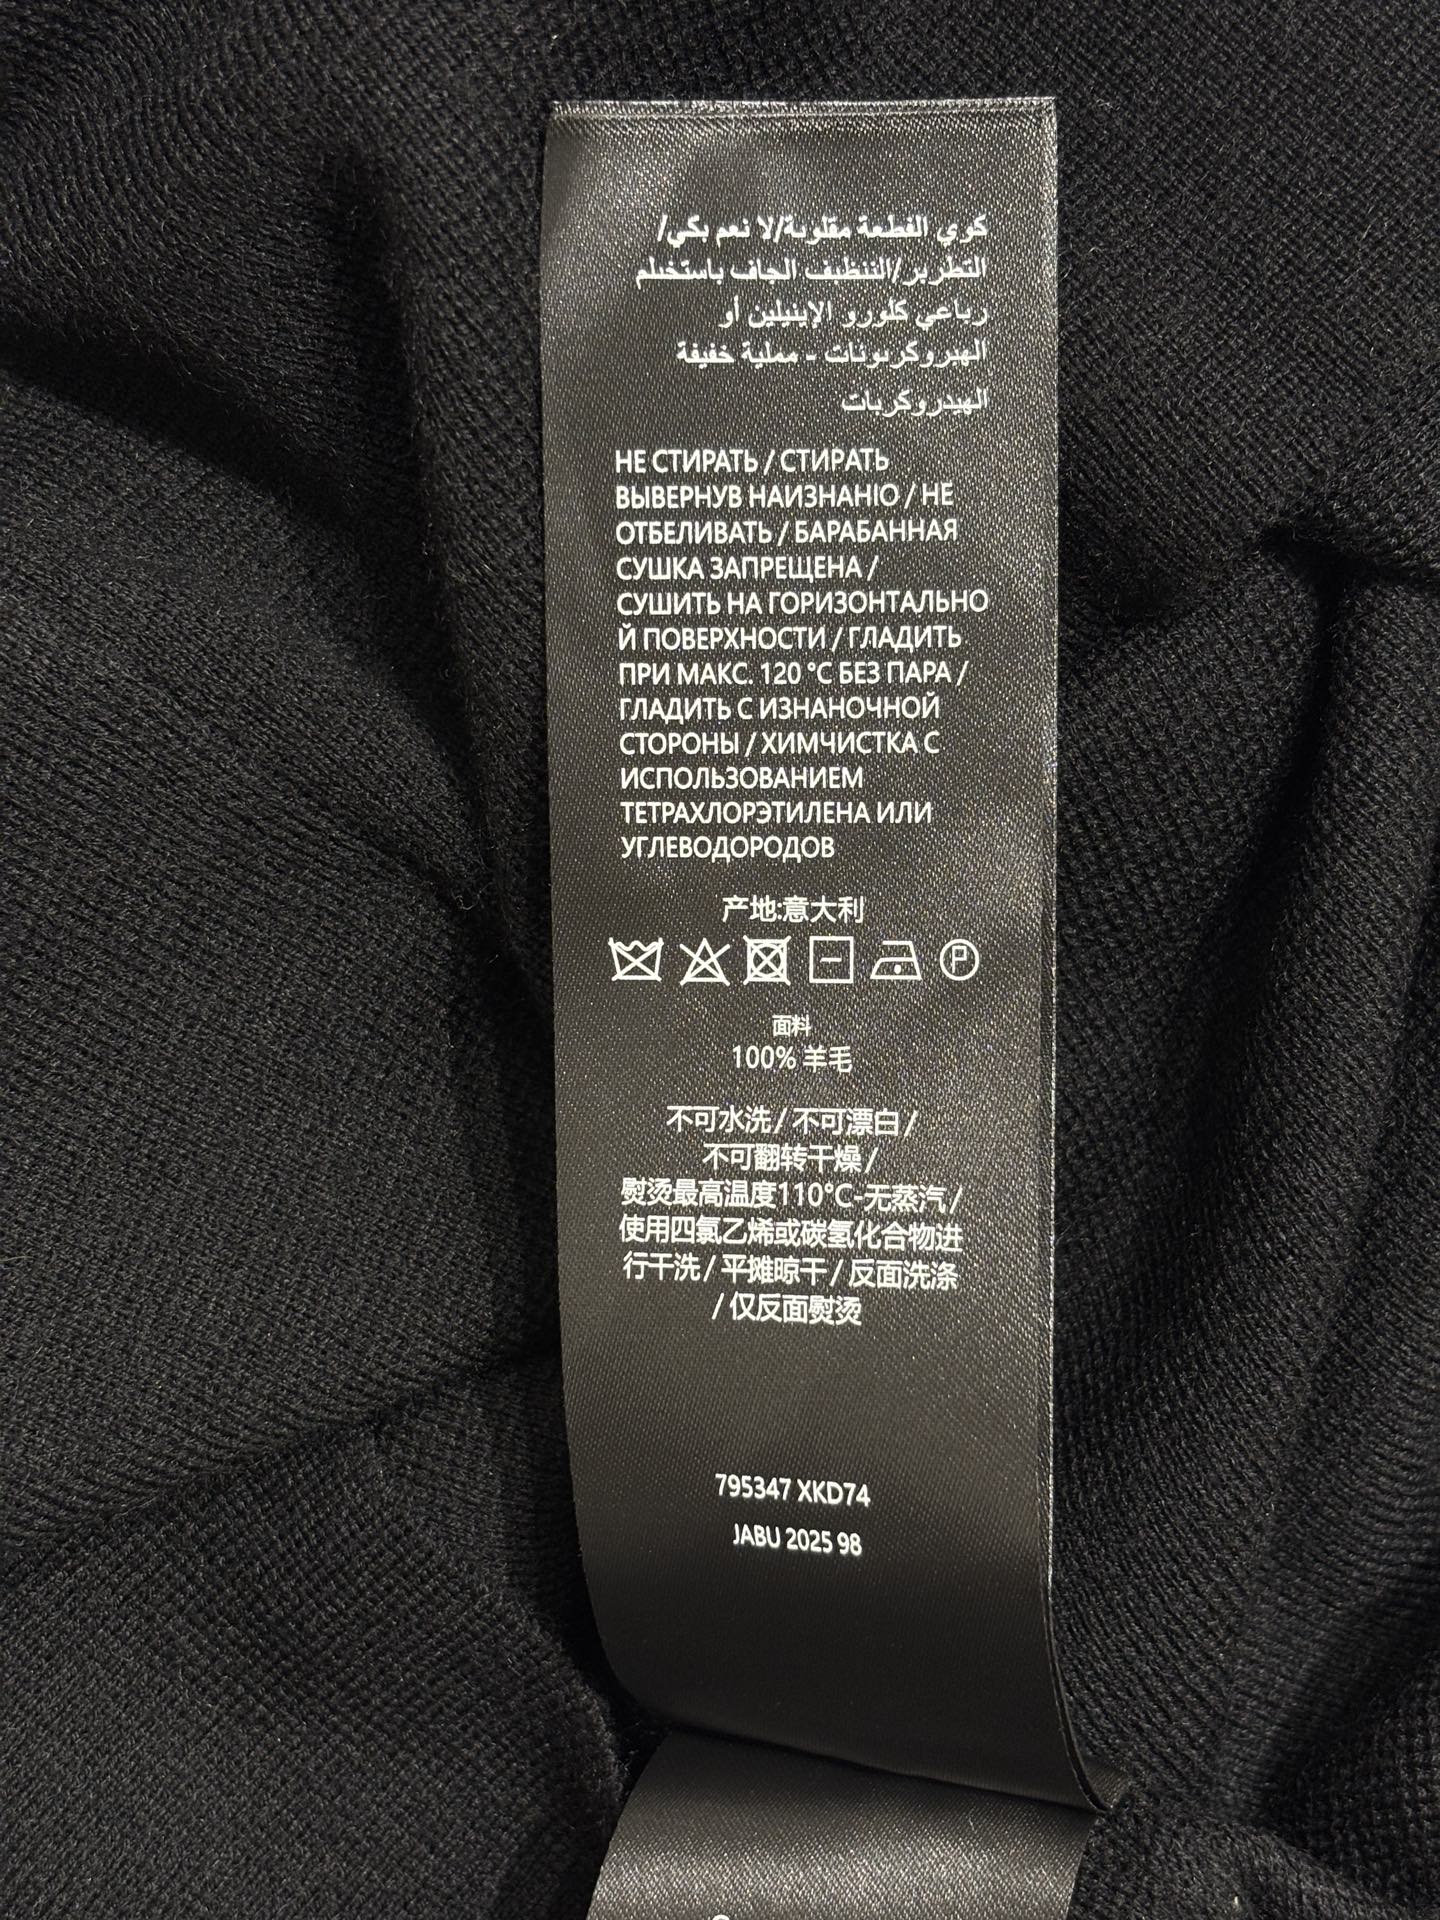 كوي القطعة مقلوبة/لا نعم بكي/
التطريز/التنظيف الجاف باستخدام
رباعي كلورو الإيثيلين أو
خفيفة
НЕ СТИРАТЬ / СТИРАТЬ
ВЫВЕРНУВ НАИЗНАНЮ / НЕ
ОТБЕЛИВАТЬ / БАРАБАННАЯ
СУШКА ЗАПРЕЩЕНА /
СУШИТЬ НА ГОРИЗОНТАЛЬНО
Й ПОВЕРХНОСТИ / ГЛАДИТЬ
ПРИ МАКС. 120 °C БЕЗ ПАРА /
ГЛАДИТЬ С ИЗНАНОЧНОЙ
СТОРОНЫ / ХИМЧИСТКА С
ИСПОЛЬЗОВАНИЕМ
ТЕТРАХЛОРЭТИЛЕНА ИЛИ
УГЛЕВОДОРОДОВ
产地:意大利
P
面料
100% 羊毛
不可水洗 / 不可漂白 /
不可翻转干燥 /
熨烫最高温度110°C-无蒸汽 /
使用四氯乙烯或碳氢化合物进
行干洗 / 平摊晾干 / 反面洗涤
/ 仅反面熨烫
795347 XKD74
JABU 2025 98